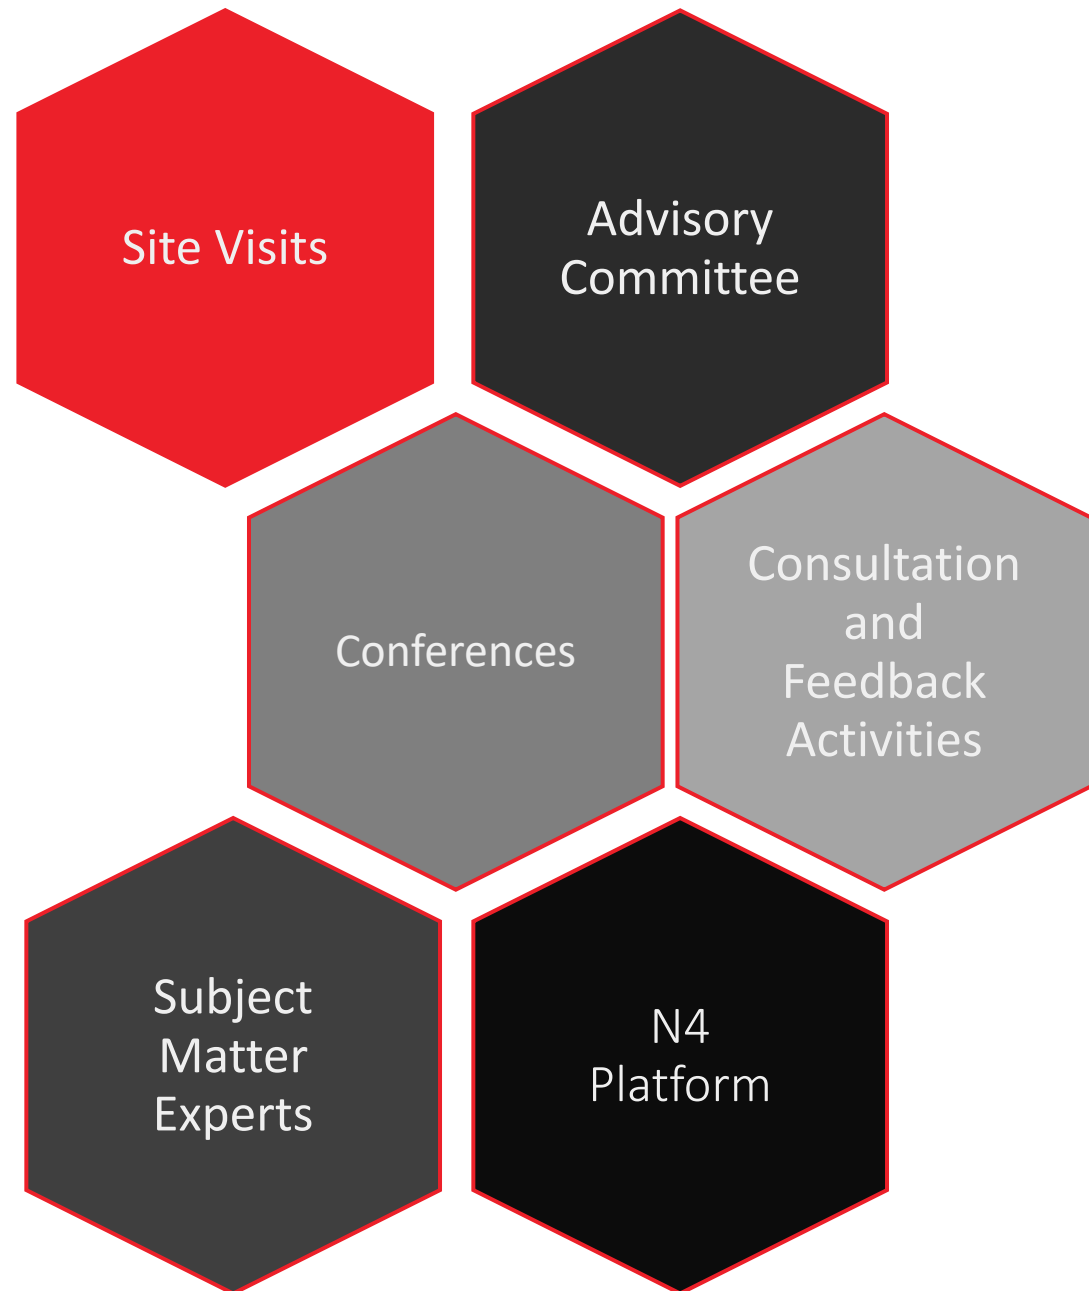 Site Visits
Advisory
Committee
Conferences
Consultation
and
Feedback
Activities
Subject
Matter
Experts
N4
Platform